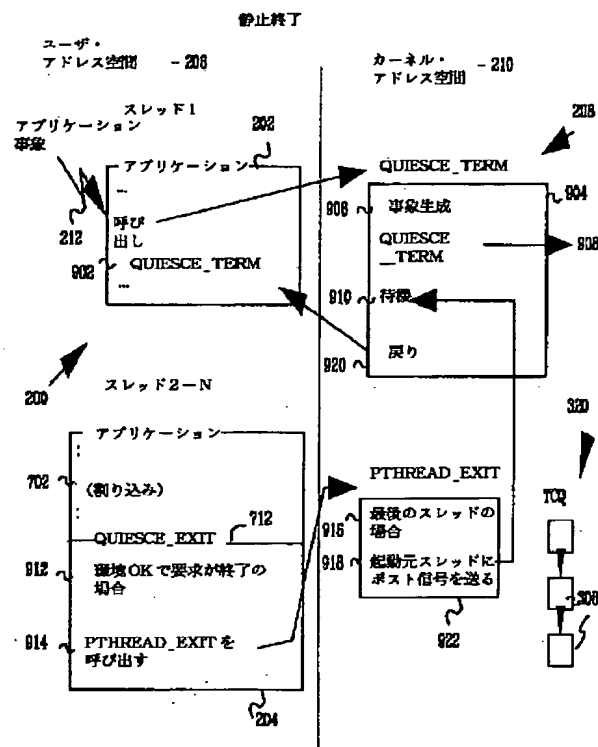 静止終了
ユーザ・
アドレス空間 - 206
カーネル・
アドレス空間 - 210
スレッド1
アプリケーション
事象
202
208
アプリケーション
QUIESCE_TERM
...
904
906
事象生成
212
呼び
出し
QUIESCE
_TERM
908
902
QUIESCE_TERM
910
待機
...
戻り
920
200
スレッド2-N
320
アプリケーション
PTHREAD_EXIT
TCQ
702
(割り込み)
916
最後のスレッドの
場合
QUIESCE_EXIT
712
918
起動元スレッドに
ポスト信号を送る
912
環境OKで要求が終了の
場合
308
922
914
PTHREAD_EXITを
呼び出す
204